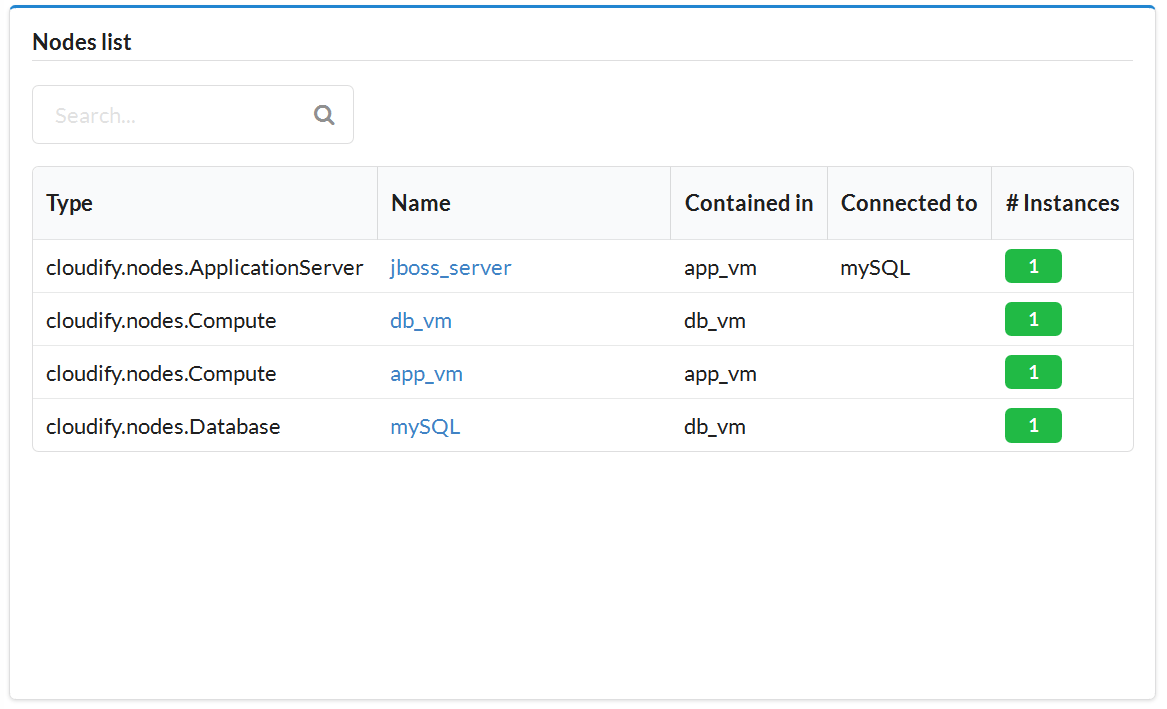 Nodes list
Search...
Type Name Contained in Connected to # Instances
cloudify.nodes.ApplicationServer jboss_server app_vm mySQL 1
cloudify.nodes.Compute db_vm db_vm 1
cloudify.nodes.Compute app_vm app_vm 1
cloudify.nodes.Database mySQL db_vm 1